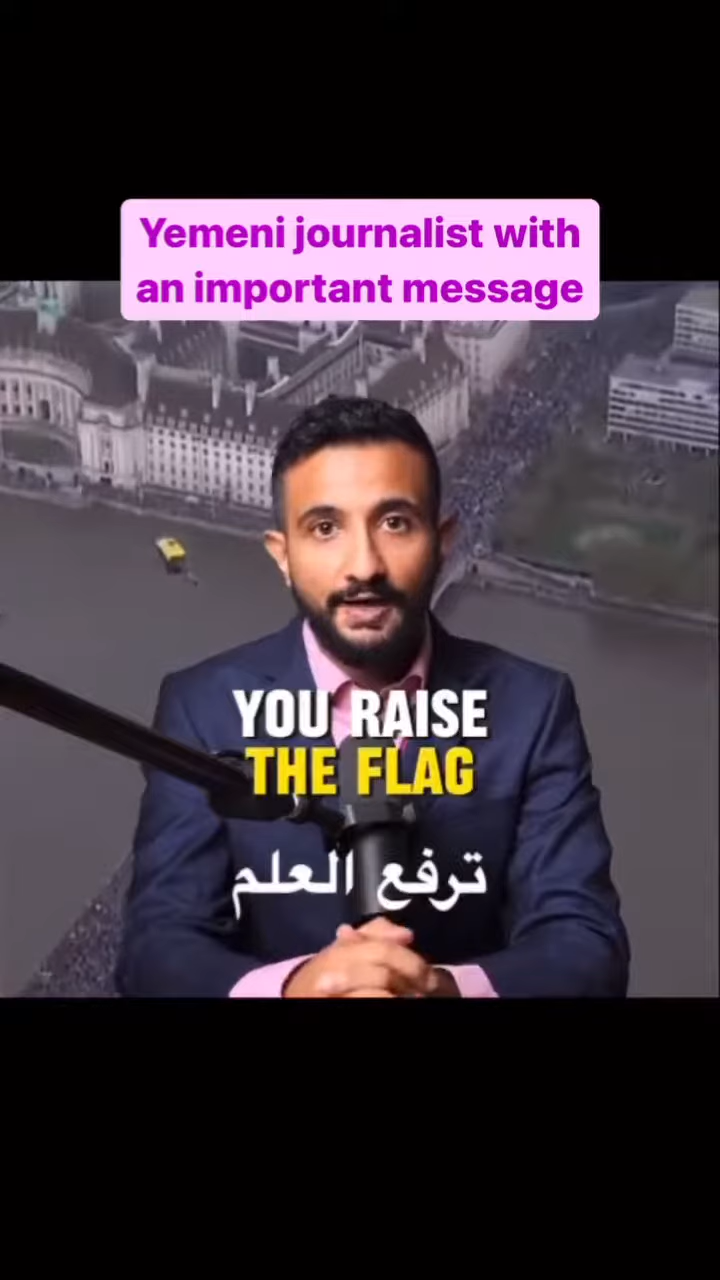 Yemeni journalist with
an important message
YOU RAISE
THE FLAG
ترفع العلم